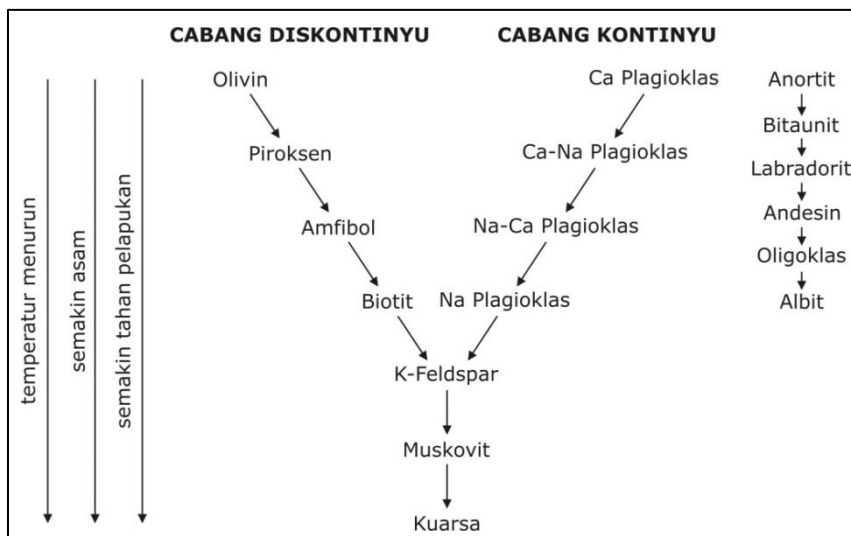 CABANG DISKONTINYU
CABANG KONTINYU
Olivin
Ca Plagioklas
Anortit
Bitaunit
Piroksen
Ca-Na Plagioklas
Labradorit
Amfibol
Na-Ca Plagioklas
Andesin
Oligoklas
Biotit
Na Plagioklas
Albit
K-Feldspar
Muskovit
Kuarsa
temperatur menurun
semakin asam
semakin tahan pelapukan